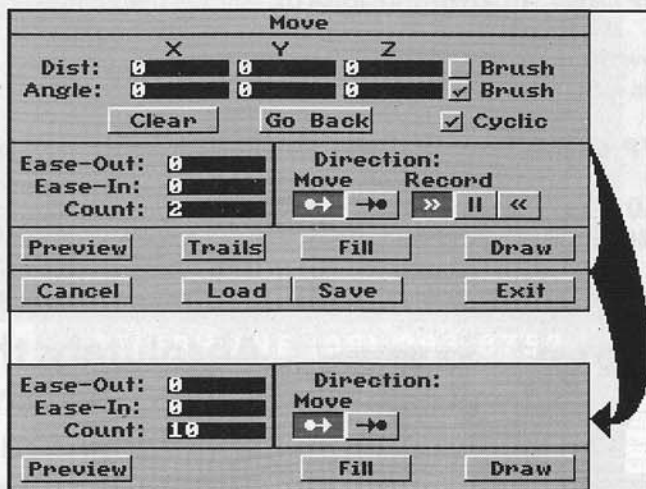 Move
X Y Z
Dist: 0 0 0 Brush
Angle: 0 0 0 Brush
Clear Go Back Cyclic
Ease-Out: 0 Direction:
Ease-In: 0 Move Record
Count: 2
Preview Trails Fill Draw
Cancel Load Save Exit
Ease-Out: 0 Direction:
Ease-In: 0 Move
Count: 10
Preview Fill Draw